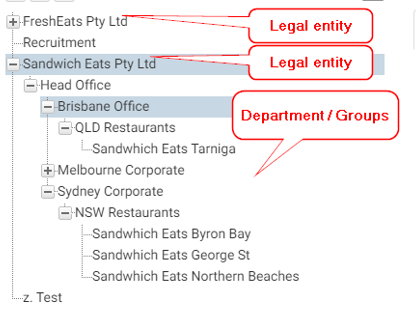 FreshEats Pty Ltd
Legal entity
Recruitment
Sandwich Eats Pty Ltd
Legal entity
Head Office
Brisbane Office
Department / Groups
QLD Restaurants
Sandwhich Eats Tarniga
Melbourne Corporate
Sydney Corporate
NSW Restaurants
Sandwhich Eats Byron Bay
Sandwhich Eats George St
Sandwhich Eats Northern Beaches
z. Test